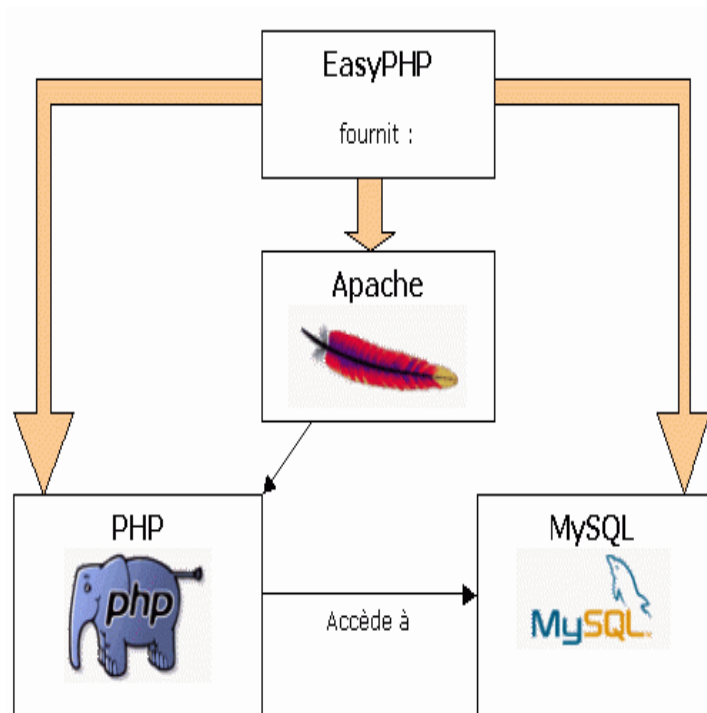 EasyPHP
fournit :
Apache
PHP
php
Accède à
MySQL
MySQL